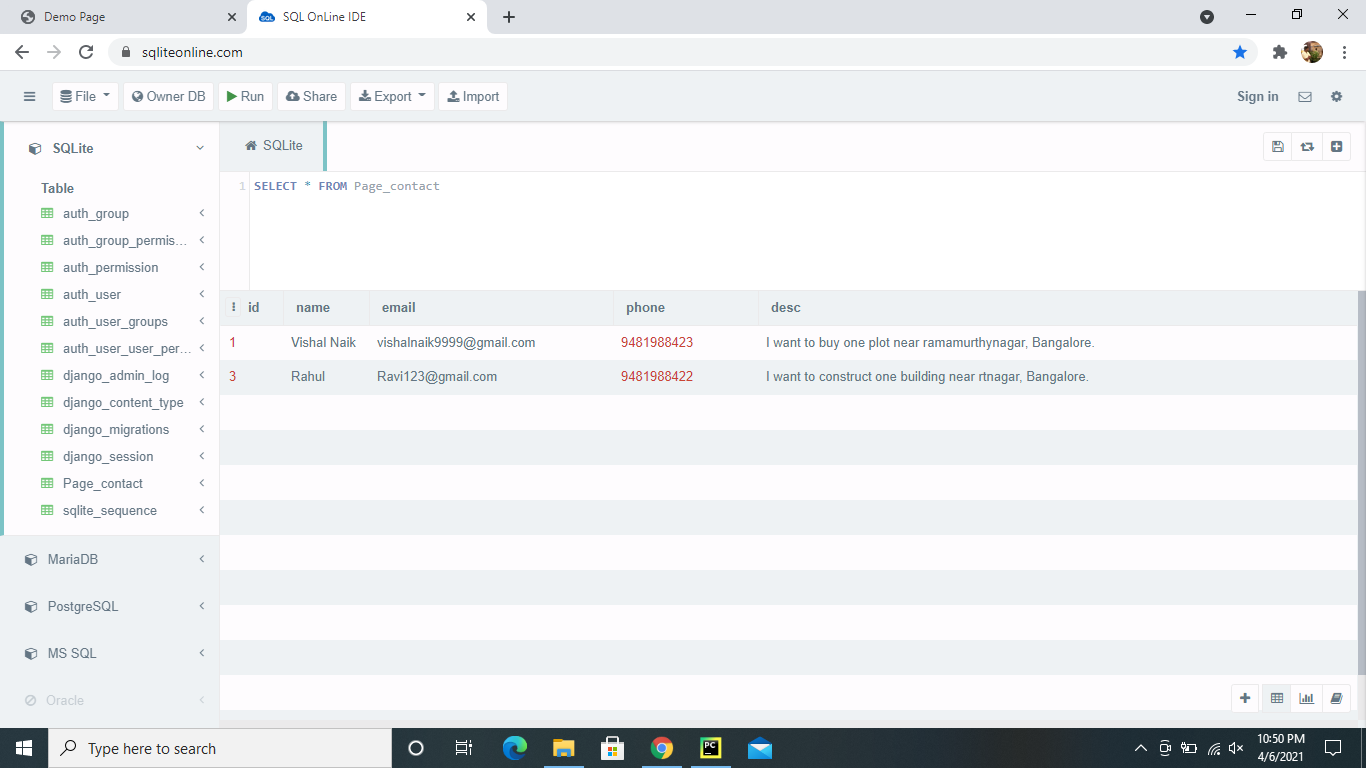 Demo Page
SQL OnLine IDE
sqliteonline.com
File
Owner DB
Run
Share
Export
Import
Sign in
SQLite
SQLite
1 SELECT * FROM Page_contact
Table
auth_group
auth_group_permis...
auth_permission
auth_user
auth_user_groups
auth_user_user_per...
django_admin_log
django_content_type
django_migrations
django_session
Page_contact
sqlite_sequence
MariaDB
PostgreSQL
MS SQL
Oracle
id name email phone desc
1 Vishal Naik vishalnaik9999@gmail.com 9481988423 I want to buy one plot near ramamurthynagar, Bangalore.
3 Rahul Ravi123@gmail.com 9481988422 I want to construct one building near rtnagar, Bangalore.
Type here to search
PC
10:50 PM
4/6/2021